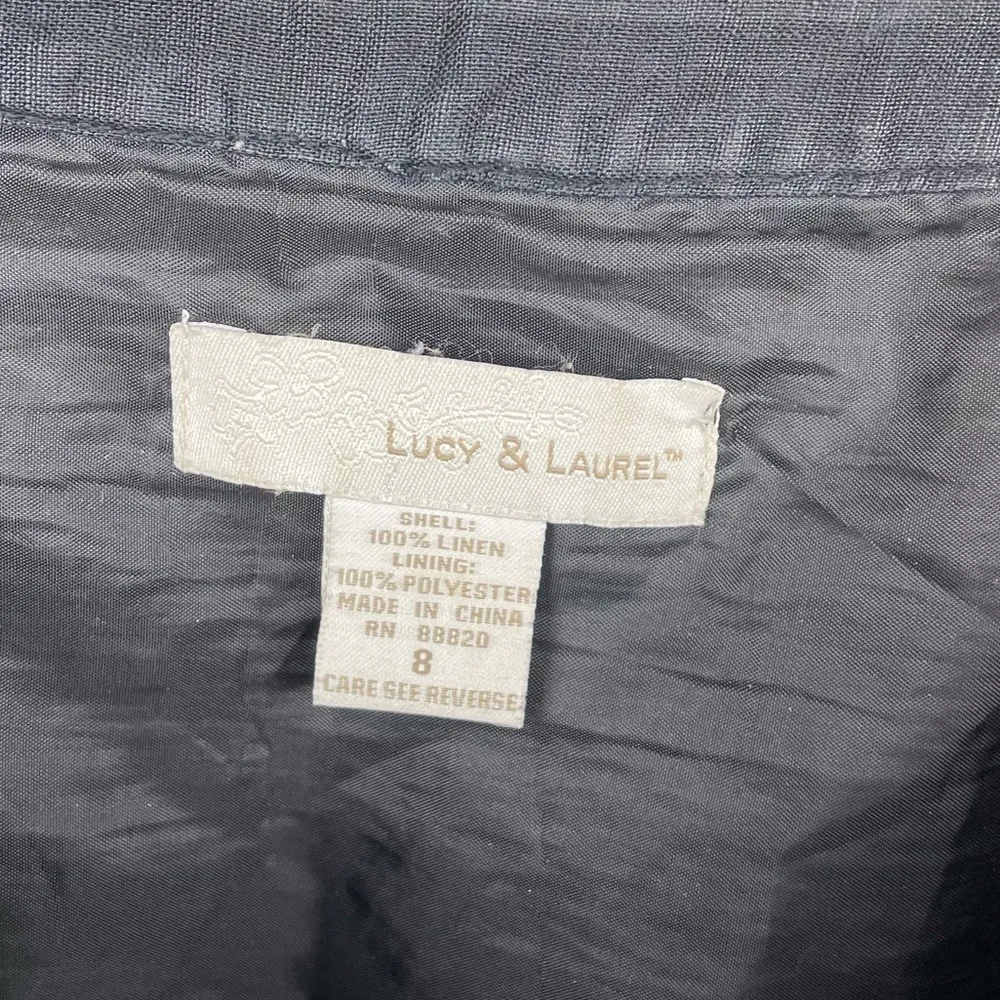 LUCY & LAUREL™
SHELL:
100% LINEN
LINING:
100% POLYESTER
MADE IN CHINA
RN 88820
8
CARE SEE REVERSE